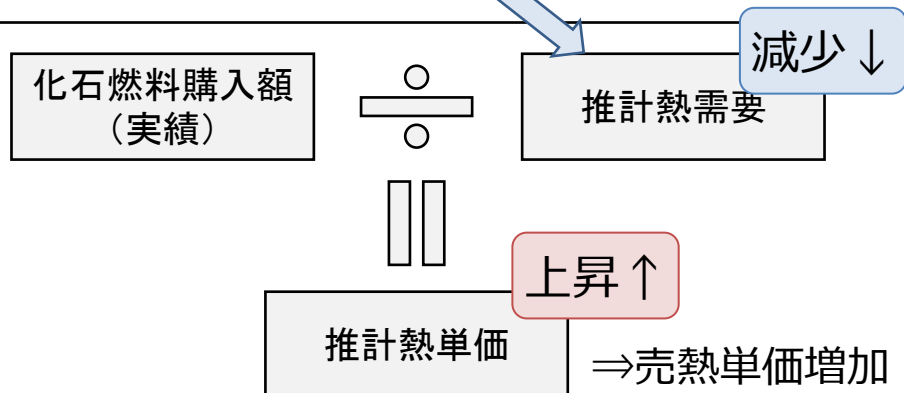 減少↓
化石燃料購入額
（実績）
÷
推計熱需要
＝
上昇↑
推計熱単価
⇒売熱単価増加